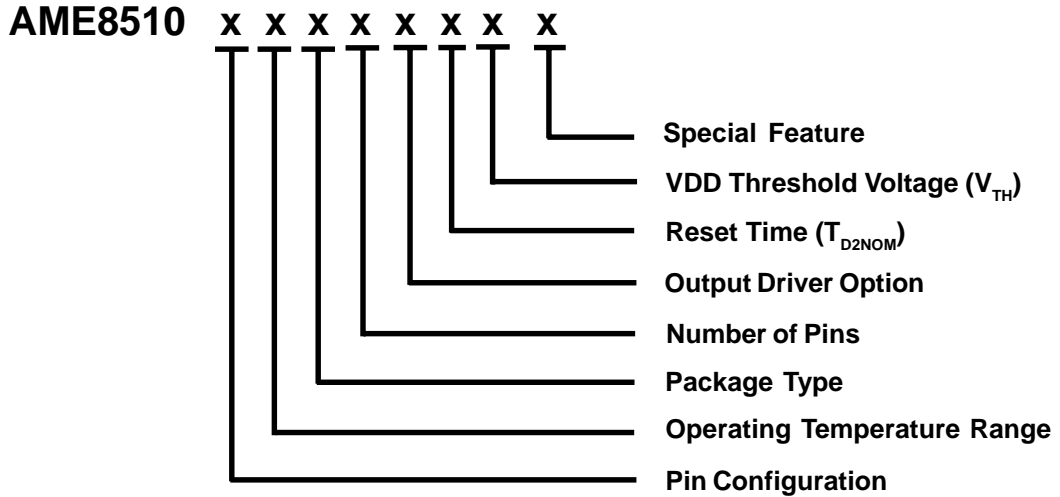 AME8510 x x x x x x x x
Special Feature
VDD Threshold Voltage (VTH)
Reset Time (TD2NOM)
Output Driver Option
Number of Pins
Package Type
Operating Temperature Range
Pin Configuration